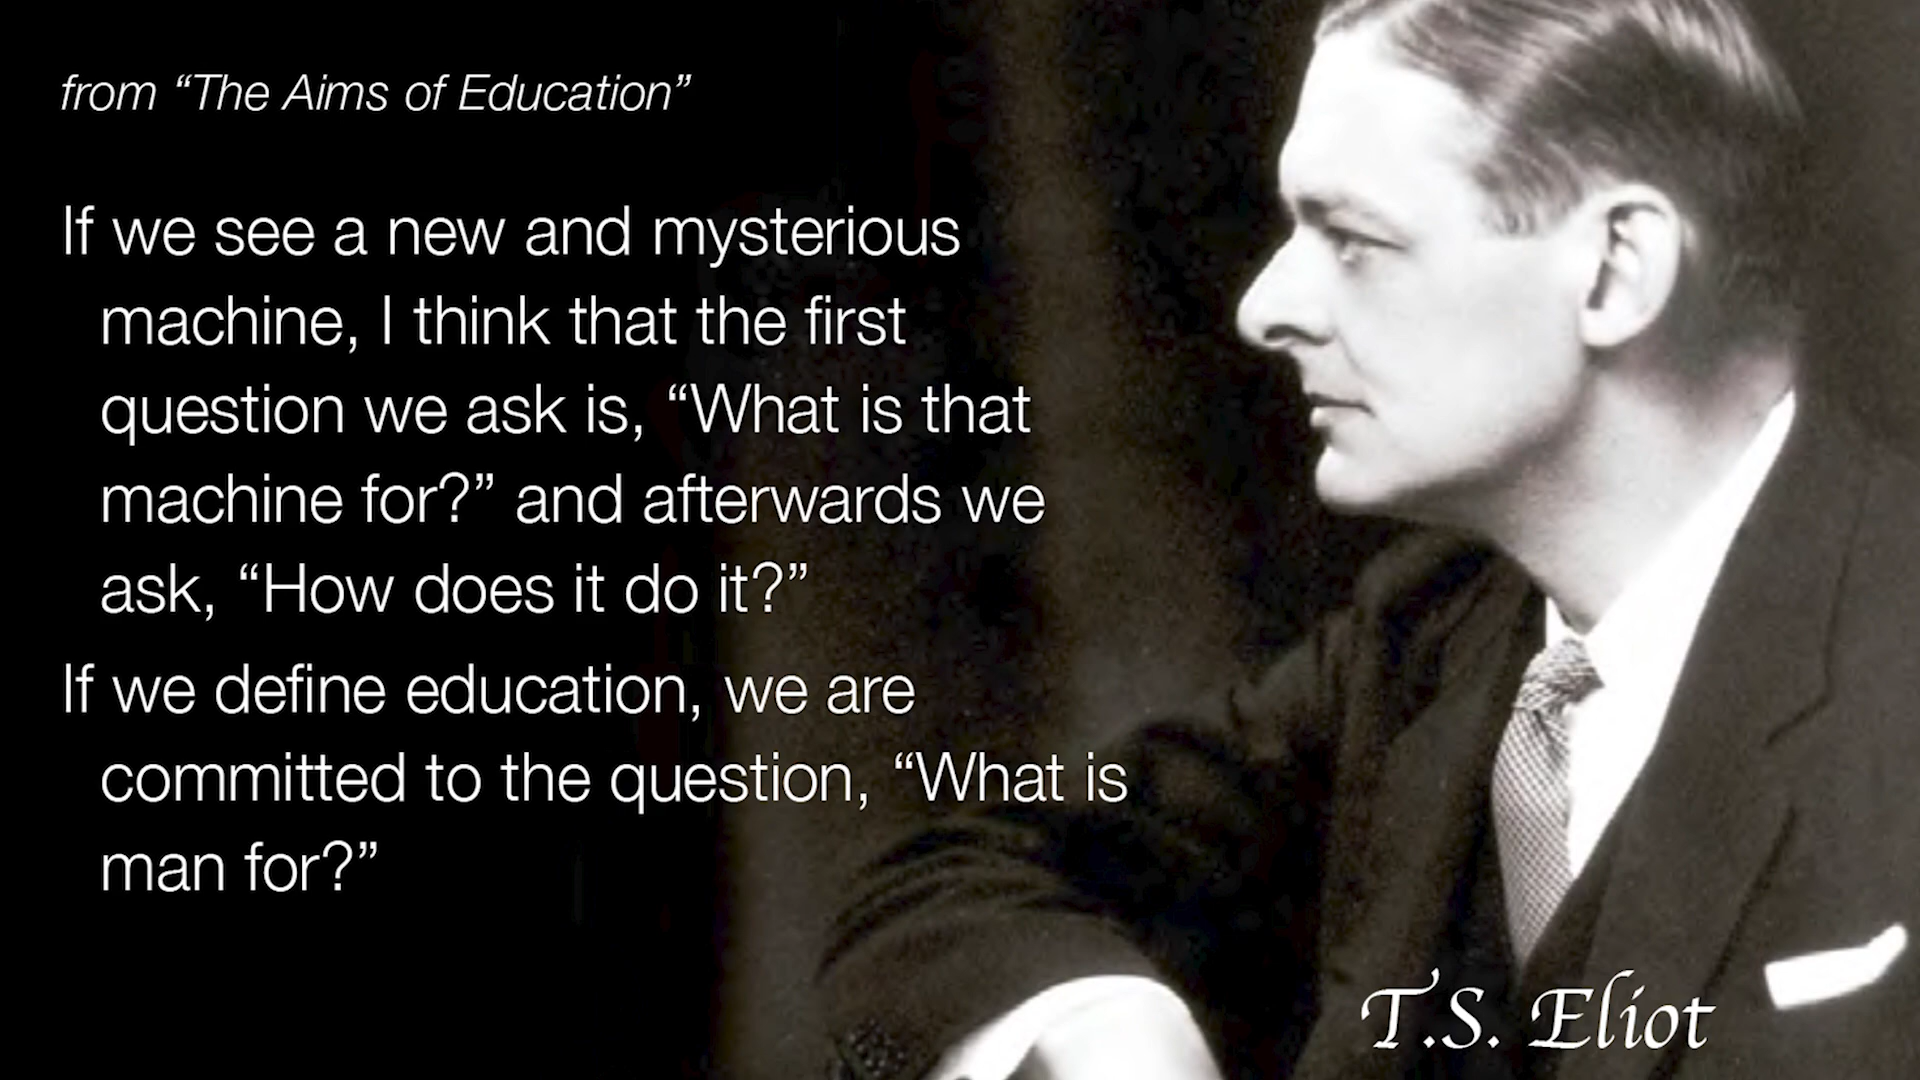 from “The Aims of Education”
If we see a new and mysterious
machine, I think that the first
question we ask is, “What is that
machine for?” and afterwards we
ask, “How does it do it?”
If we define education, we are
committed to the question, “What is
man for?”
T.S. Eliot